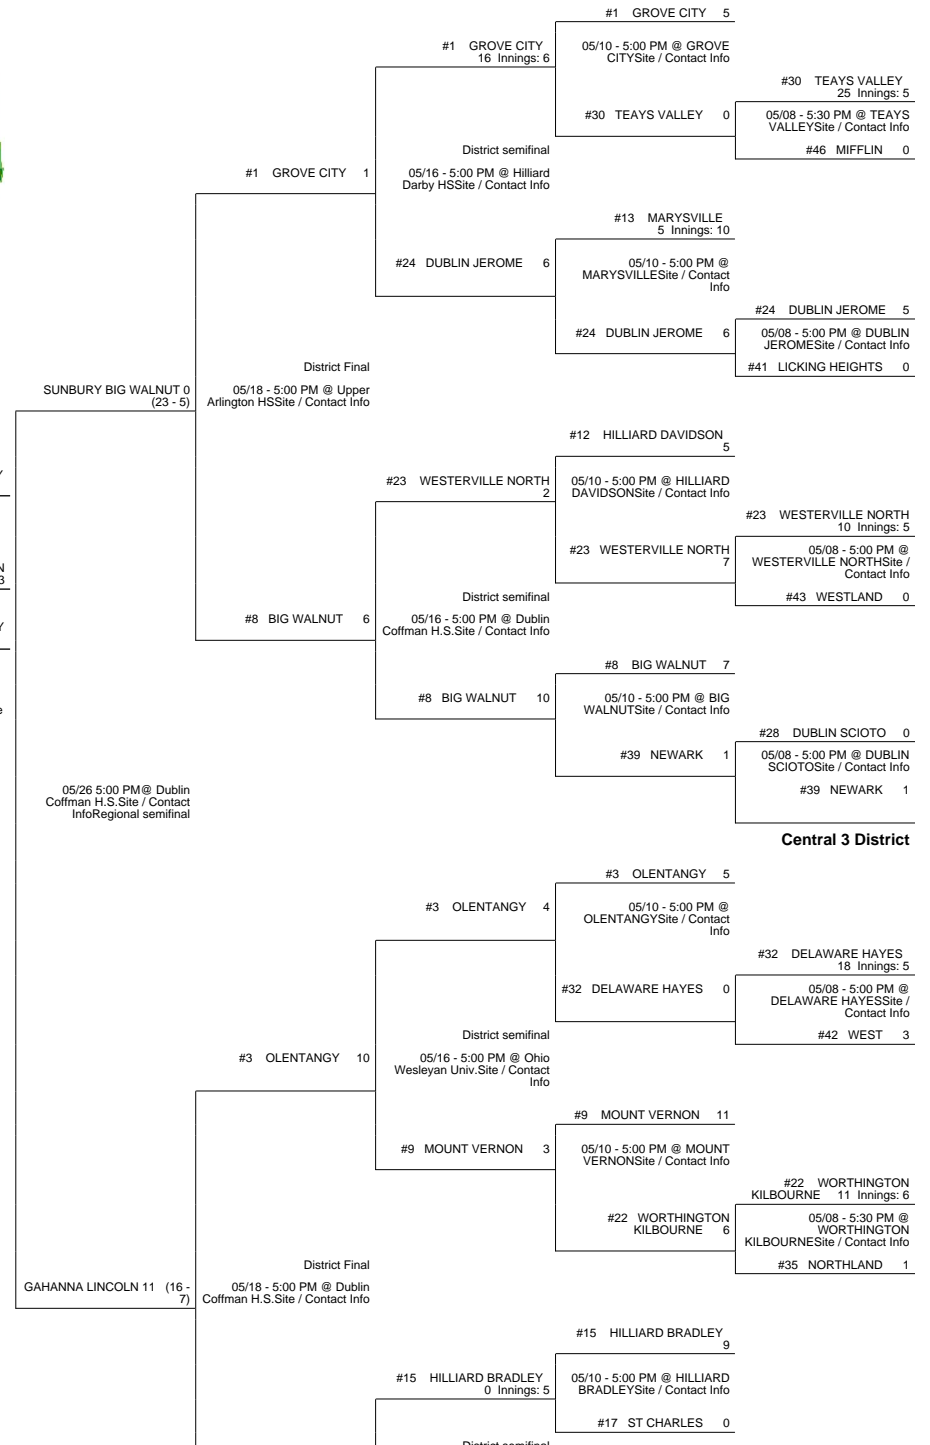 #1 GROVE CITY 5
#1 GROVE CITY
16 Innings: 6
05/10 - 5:00 PM @ GROVE
CITYSite / Contact Info
#30 TEAYS VALLEY
25 Innings: 5
#30 TEAYS VALLEY 0
05/08 - 5:30 PM @ TEAYS
VALLEYSite / Contact Info
#46 MIFFLIN 0
District semifinal
#1 GROVE CITY 1
05/16 - 5:00 PM @ Hilliard
Darby HSSite / Contact Info
#13 MARYSVILLE
5 Innings: 10
#24 DUBLIN JEROME 6
05/10 - 5:00 PM @
MARYSVILLESite / Contact
Info
#24 DUBLIN JEROME 5
#24 DUBLIN JEROME 6
05/08 - 5:00 PM @ DUBLIN
JEROMESite / Contact Info
#41 LICKING HEIGHTS 0
District Final
SUNBURY BIG WALNUT 0
(23 - 5)
05/18 - 5:00 PM @ Upper
Arlington HSSite / Contact Info
#12 HILLIARD DAVIDSON
5
#23 WESTERVILLE NORTH
2
05/10 - 5:00 PM @ HILLIARD
DAVIDSONSite / Contact Info
#23 WESTERVILLE NORTH
10 Innings: 5
#23 WESTERVILLE NORTH
7
05/08 - 5:00 PM @
WESTERVILLE NORTHSite /
Contact Info
#43 WESTLAND 0
District semifinal
#8 BIG WALNUT 6
05/16 - 5:00 PM @ Dublin
Coffman H.S.Site / Contact Info
#8 BIG WALNUT 7
#8 BIG WALNUT 10
05/10 - 5:00 PM @ BIG
WALNUTSite / Contact Info
#28 DUBLIN SCIOTO 0
#39 NEWARK 1
05/08 - 5:00 PM @ DUBLIN
SCIOTOSite / Contact Info
#39 NEWARK 1
05/26 5:00 PM@ Dublin
Coffman H.S.Site / Contact
InfoRegional semifinal
Central 3 District
#3 OLENTANGY 5
#3 OLENTANGY 4
05/10 - 5:00 PM @
OLENTANGYSite / Contact
Info
#32 DELAWARE HAYES
18 Innings: 5
#32 DELAWARE HAYES 0
05/08 - 5:00 PM @
DELAWARE HAYESSite /
Contact Info
#42 WEST 3
District semifinal
#3 OLENTANGY 10
05/16 - 5:00 PM @ Ohio
Wesleyan Univ.Site / Contact
Info
#9 MOUNT VERNON 11
#9 MOUNT VERNON 3
05/10 - 5:00 PM @ MOUNT
VERNONSite / Contact Info
#22 WORTHINGTON
KILBOURNE 11 Innings: 6
#22 WORTHINGTON
KILBOURNE 6
05/08 - 5:30 PM @
WORTHINGTON
KILBOURNESite / Contact Info
#35 NORTHLAND 1
District Final
GAHANNA LINCOLN 11 (16 -
7)
05/18 - 5:00 PM @ Dublin
Coffman H.S.Site / Contact Info
#15 HILLIARD BRADLEY
9
#15 HILLIARD BRADLEY
0 Innings: 5
05/10 - 5:00 PM @ HILLIARD
BRADLEYSite / Contact Info
#17 ST CHARLES 0
District semifinal